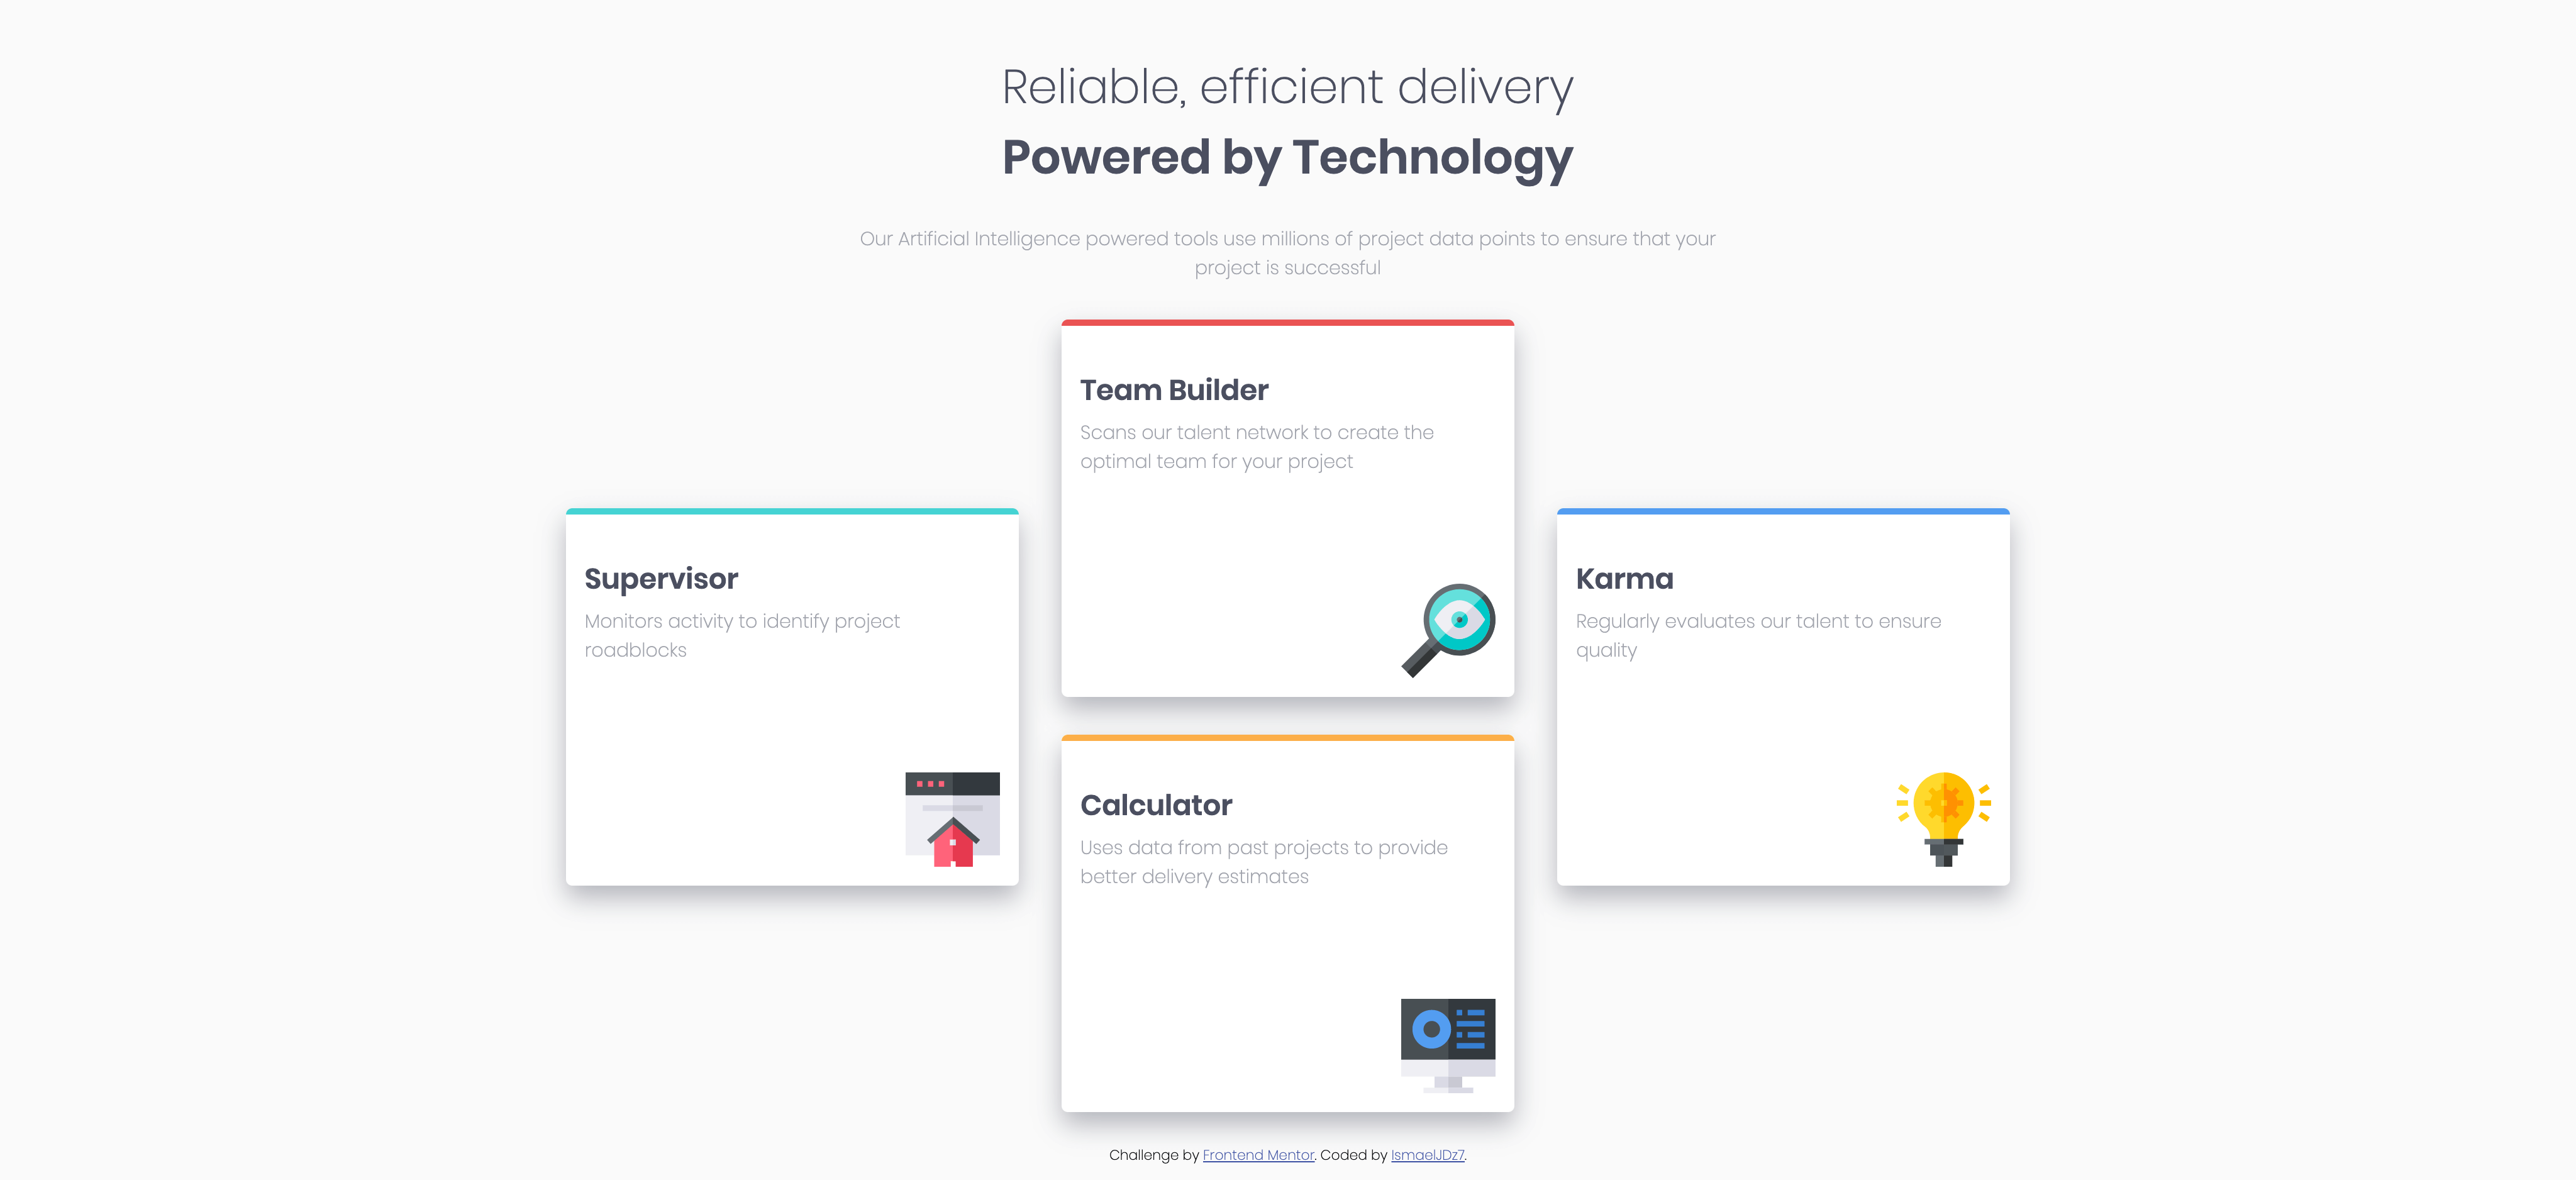 Reliable, efficient delivery
Powered by Technology
Our Artificial Intelligence powered tools use millions of project data points to ensure that your
project is successful
Team Builder
Scans our talent network to create the
optimal team for your project
Supervisor
Monitors activity to identify project
roadblocks
Karma
Regularly evaluates our talent to ensure
quality
Calculator
Uses data from past projects to provide
better delivery estimates
Challenge by Frontend Mentor. Coded by IsmaelJDz7.